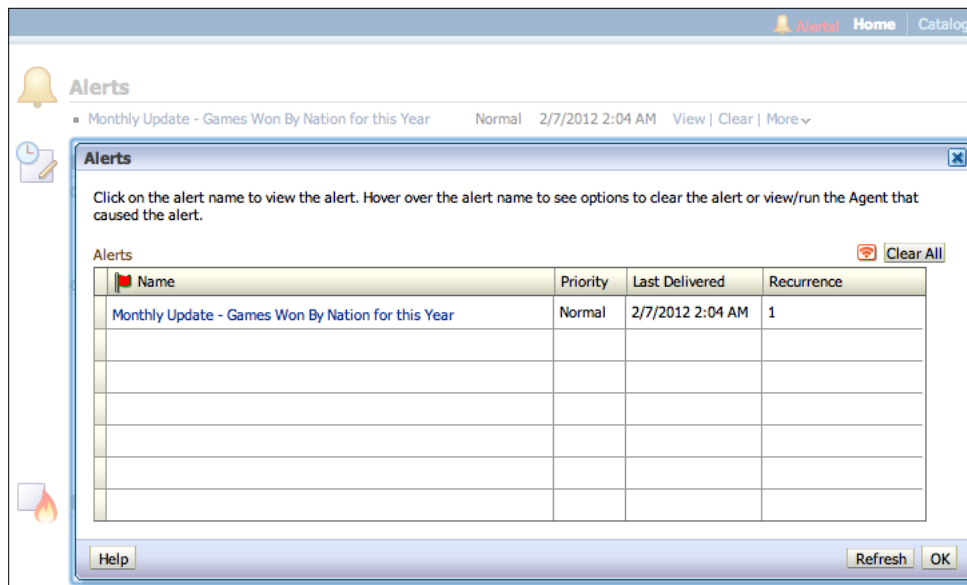 Alerts! Home Catalog
Alerts
Monthly Update - Games Won By Nation for this Year Normal 2/7/2012 2:04 AM View | Clear | More
Alerts
Click on the alert name to view the alert. Hover over the alert name to see options to clear the alert or view/run the Agent that
caused the alert.
Alerts Clear All
Name Priority Last Delivered Recurrence
Monthly Update - Games Won By Nation for this Year Normal 2/7/2012 2:04 AM 1
Help Refresh OK